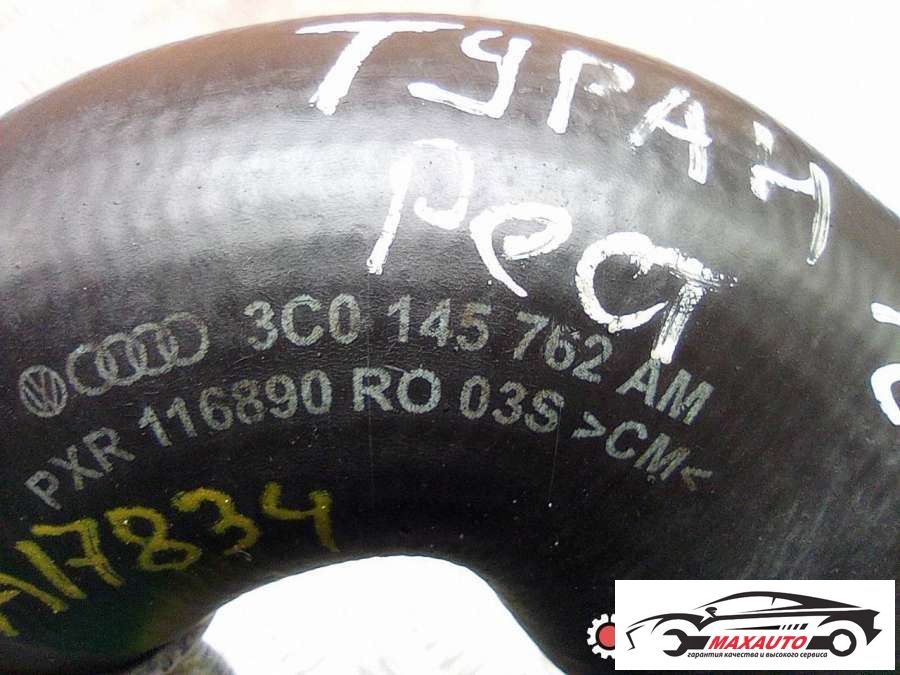 ТУРАН
РЕСТ
3C0 145 762 AM
PXR 116890 RO 03S >CM<
A17834
MAXAUTO
гарантия качества и высокого сервиса